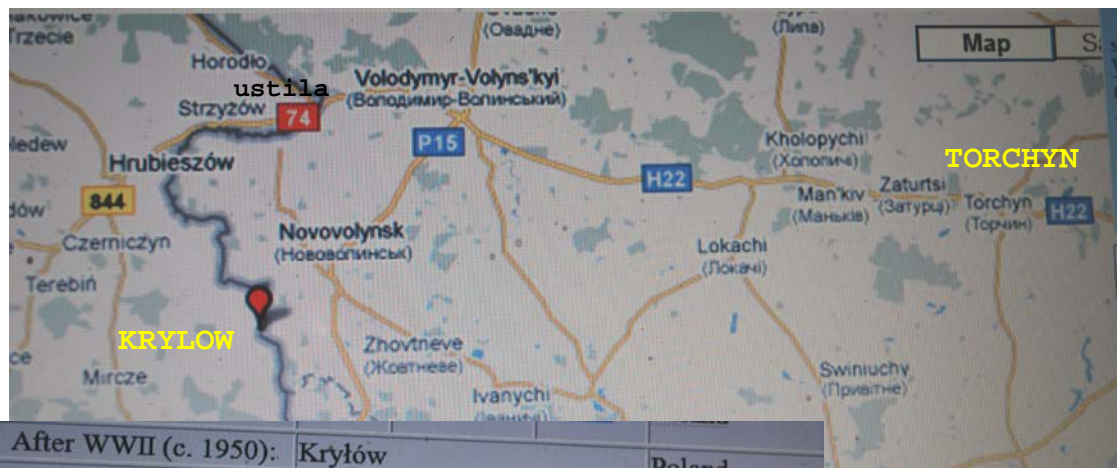 (Овадне)
(Липа)
Trzecie
Map
Horodło
ustila
Volodymyr-Volyns'kyi
(Володимир-Волинський)
Strzyżów
74
P15
Kholopychi
(Холопичі)
TORCHYN
Hrubieszów
H22
844
Man'kiv
(Маньків)
Zaturtsi
(Затурці)
Torchyn
(Торчин)
H22
Czerniczyn
Novovolynsk
(Нововолинськ)
Lokachi
(Локачі)
Terebiń
KRYLOW
Zhovtneve
(Жовтневе)
Mircze
Ivanychi
Swiniuchy
(Привітне)
After WWII (c. 1950):
Kryłów
Poland